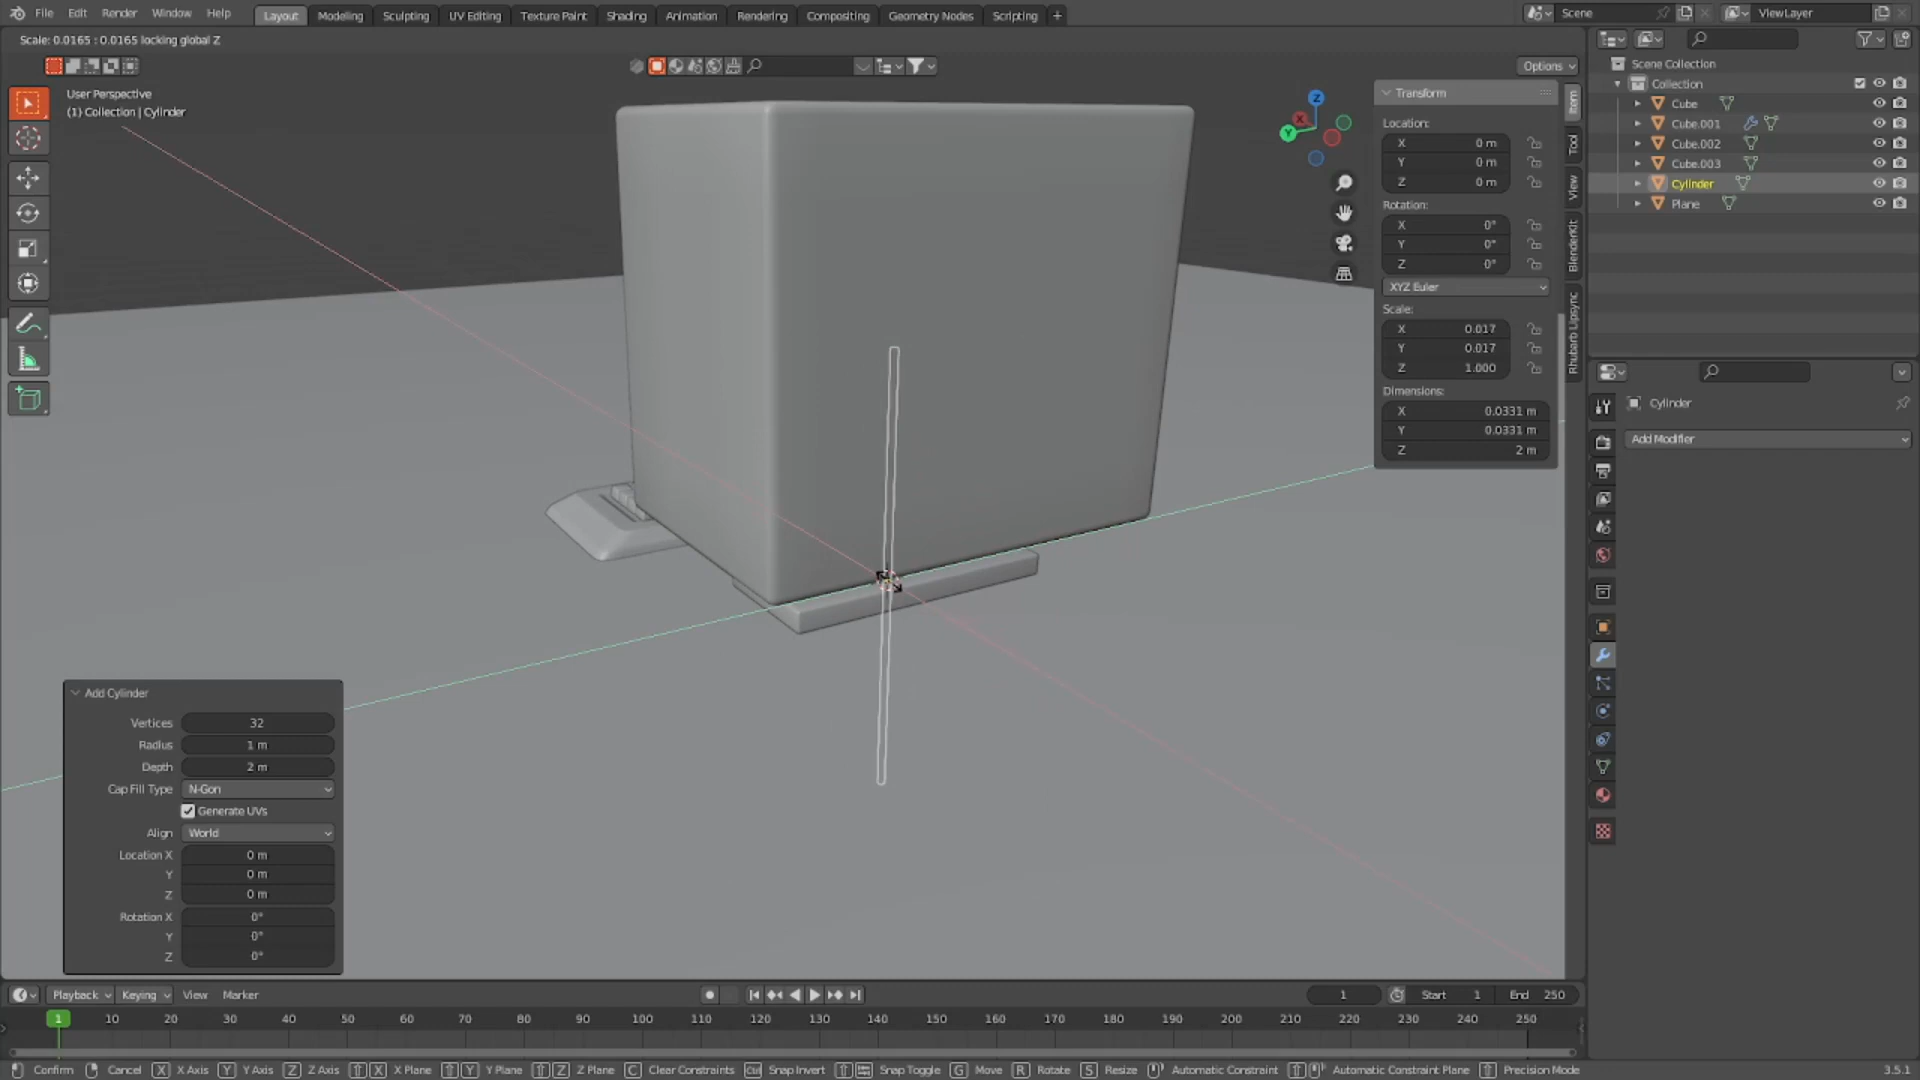 File Edit Render Window Help Layout Modeling Sculpting UV Editing Texture Paint Shading Animation Rendering Compositing Geometry Nodes Scripting + Scene ViewLayer
Scale: 0.0165 : 0.0165 locking global Z
Options
User Perspective
(1) Collection | Cylinder
Z
X
Y
Transform
Location:
X 0 m
Y 0 m
Z 0 m
Rotation:
X 0°
Y 0°
Z 0°
XYZ Euler
Scale:
X 0.017
Y 0.017
Z 1.000
Dimensions:
X 0.0331 m
Y 0.0331 m
Z 2 m
Item
Tool
View
BlenderKit
Rhubarb Lipsync
Scene Collection
Collection
Cube
Cube.001
Cube.002
Cube.003
Cylinder
Plane
Cylinder
Add Modifier
Add Cylinder
Vertices 32
Radius 1 m
Depth 2 m
Cap Fill Type N-Gon
Generate UVs
Align World
Location X 0 m
Y 0 m
Z 0 m
Rotation X 0°
Y 0°
Z 0°
Playback Keying View Marker 1 Start 1 End 250
1 10 20 30 40 50 60 70 80 90 100 110 120 130 140 150 160 170 180 190 200 210 220 230 240 250
Confirm Cancel X X Axis Y Y Axis Z Z Axis X X Plane Y Y Plane Z Z Plane C Clear Constraints Ctrl Snap Invert Snap Toggle G Move R Rotate S Resize Automatic Constraint Automatic Constraint Plane Precision Mode 3.5.1